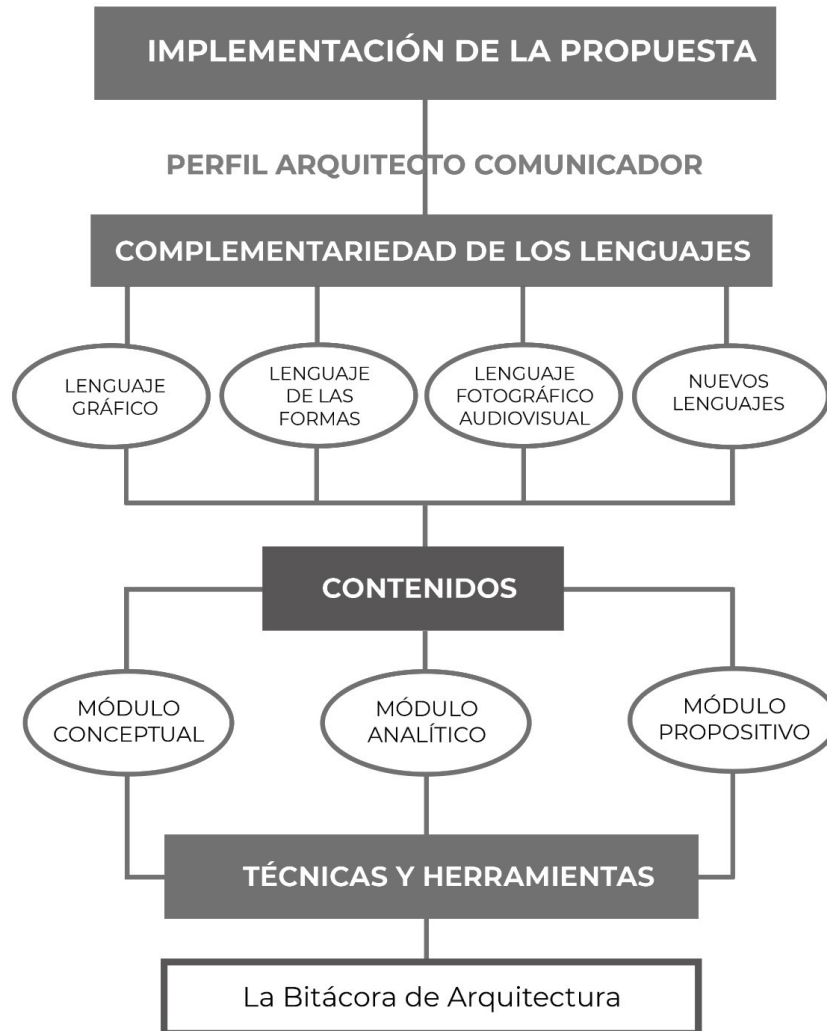 IMPLEMENTACIÓN DE LA PROPUESTA
PERFIL ARQUITECTO COMUNICADOR
COMPLEMENTARIEDAD DE LOS LENGUAJES
LENGUAJE
GRÁFICO
LENGUAJE
DE LAS
FORMAS
LENGUAJE
FOTOGRÁFICO
AUDIOVISUAL
NUEVOS
LENGUAJES
CONTENIDOS
MÓDULO
CONCEPTUAL
MÓDULO
ANALÍTICO
MÓDULO
PROPOSITIVO
TÉCNICAS Y HERRAMIENTAS
La Bitácora de Arquitectura